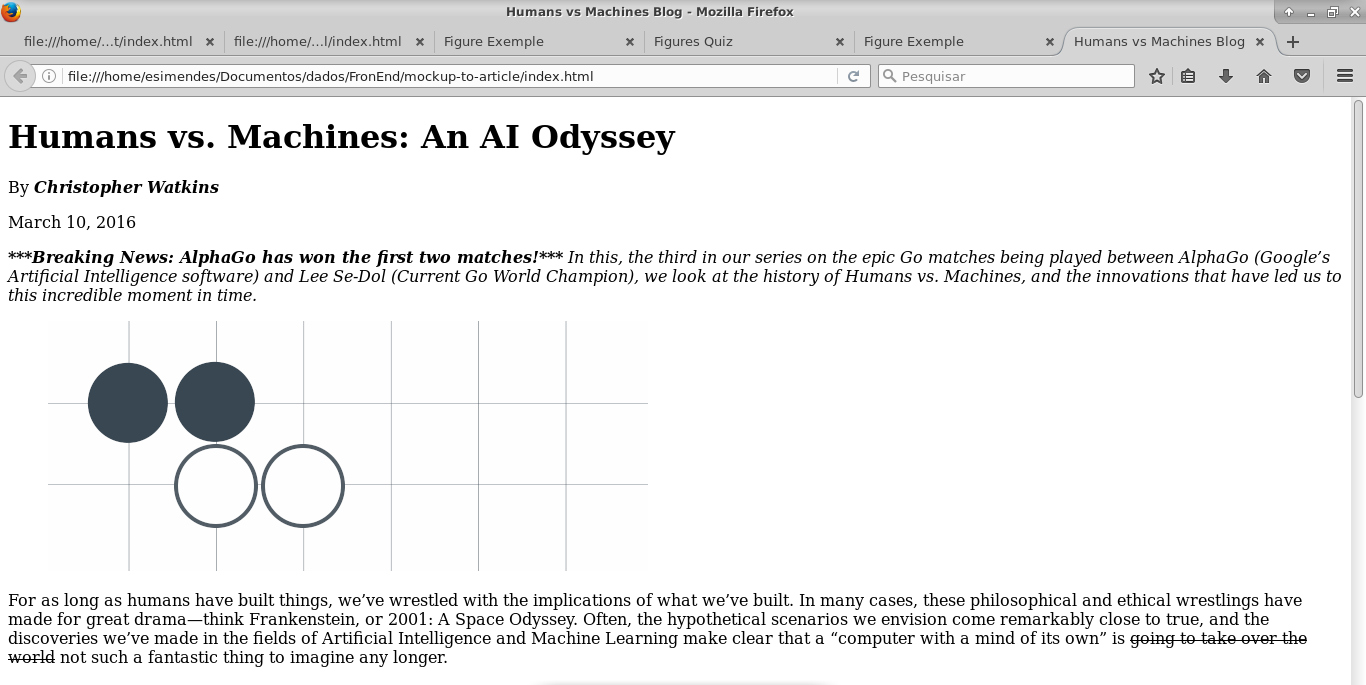 Humans vs Machines Blog - Mozilla Firefox
file:///home/...t/index.html
file:///home/...l/index.html
Figure Exemple
Figures Quiz
Figure Exemple
Humans vs Machines Blog
file:///home/esimendes/Documentos/dados/FronEnd/mockup-to-article/index.html
Pesquisar
Humans vs. Machines: An AI Odyssey
By Christopher Watkins
March 10, 2016
***Breaking News: AlphaGo has won the first two matches!*** In this, the third in our series on the epic Go matches being played between AlphaGo (Google’s
Artificial Intelligence software) and Lee Se-Dol (Current Go World Champion), we look at the history of Humans vs. Machines, and the innovations that have led us to
this incredible moment in time.
For as long as humans have built things, we’ve wrestled with the implications of what we’ve built. In many cases, these philosophical and ethical wrestlings have
made for great drama—think Frankenstein, or 2001: A Space Odyssey. Often, the hypothetical scenarios we envision come remarkably close to true, and the
discoveries we’ve made in the fields of Artificial Intelligence and Machine Learning make clear that a “computer with a mind of its own” is going to take over the
world not such a fantastic thing to imagine any longer.